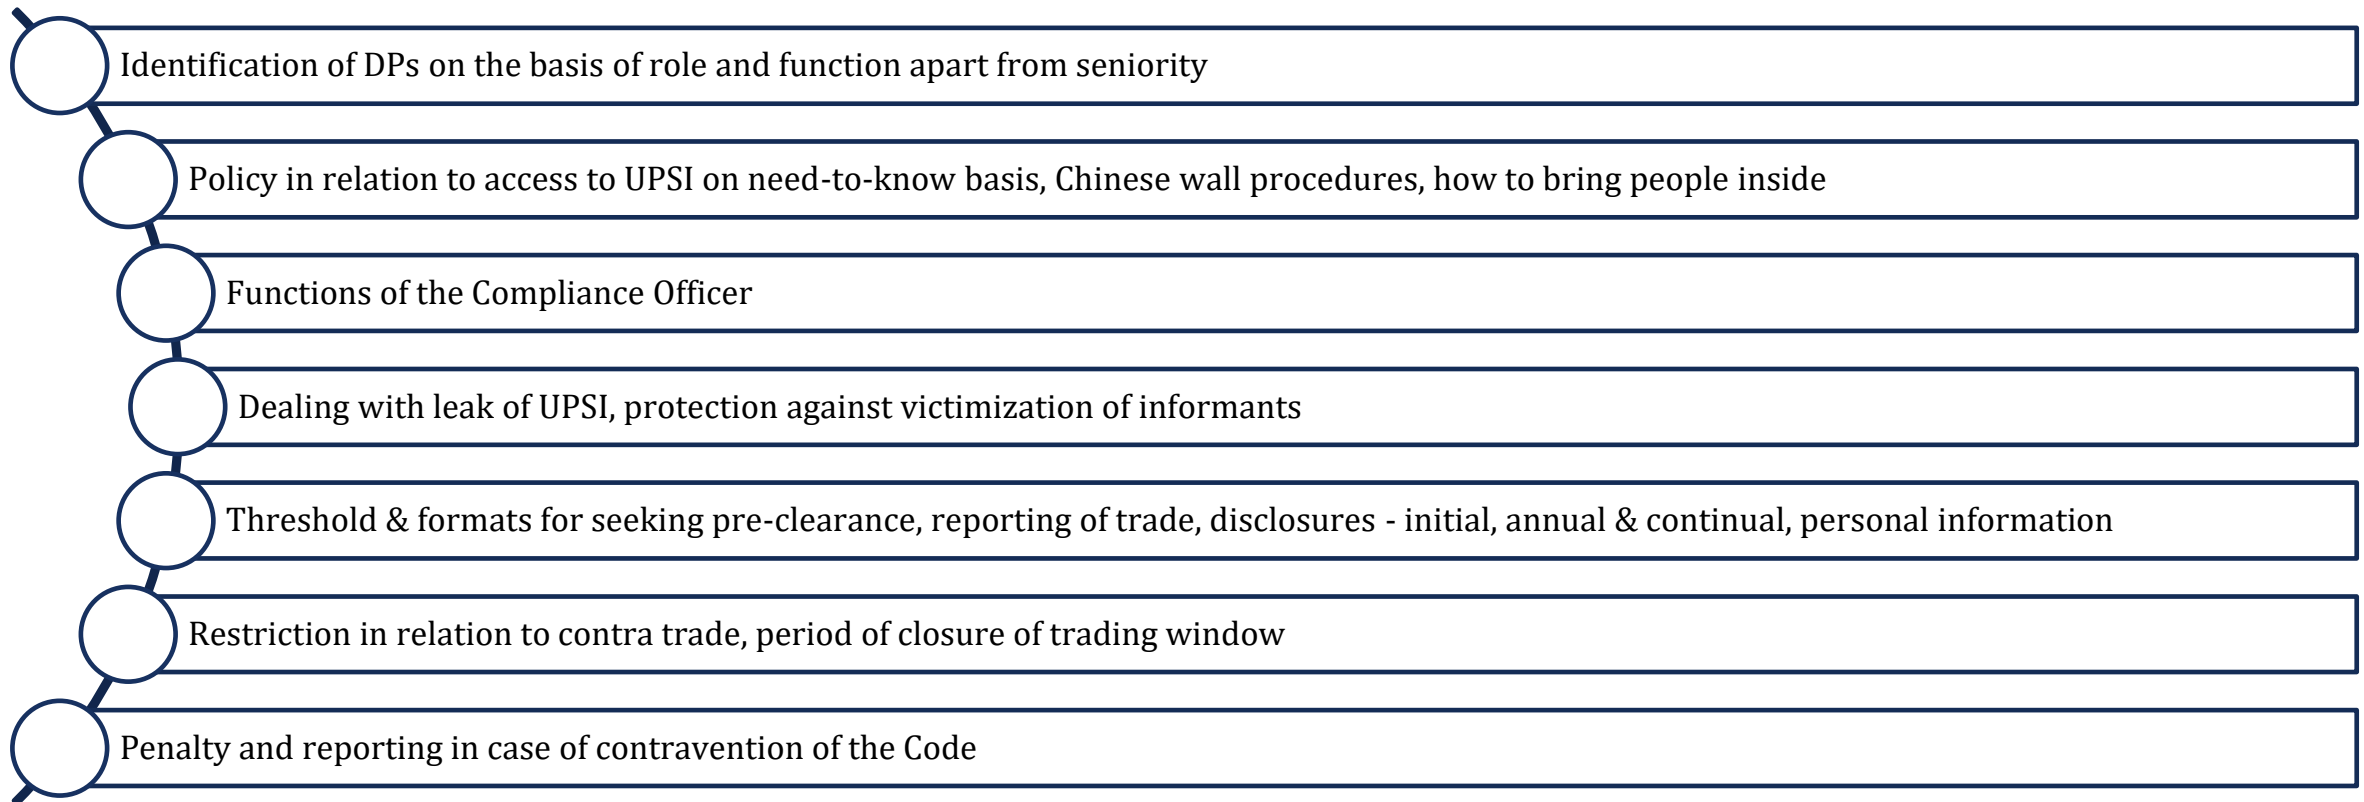 Identification of DPs on the basis of role and function apart from seniority
Policy in relation to access to UPSI on need-to-know basis, Chinese wall procedures, how to bring people inside
Functions of the Compliance Officer
Dealing with leak of UPSI, protection against victimization of informants
Threshold & formats for seeking pre-clearance, reporting of trade, disclosures - initial, annual & continual, personal information
Restriction in relation to contra trade, period of closure of trading window
Penalty and reporting in case of contravention of the Code